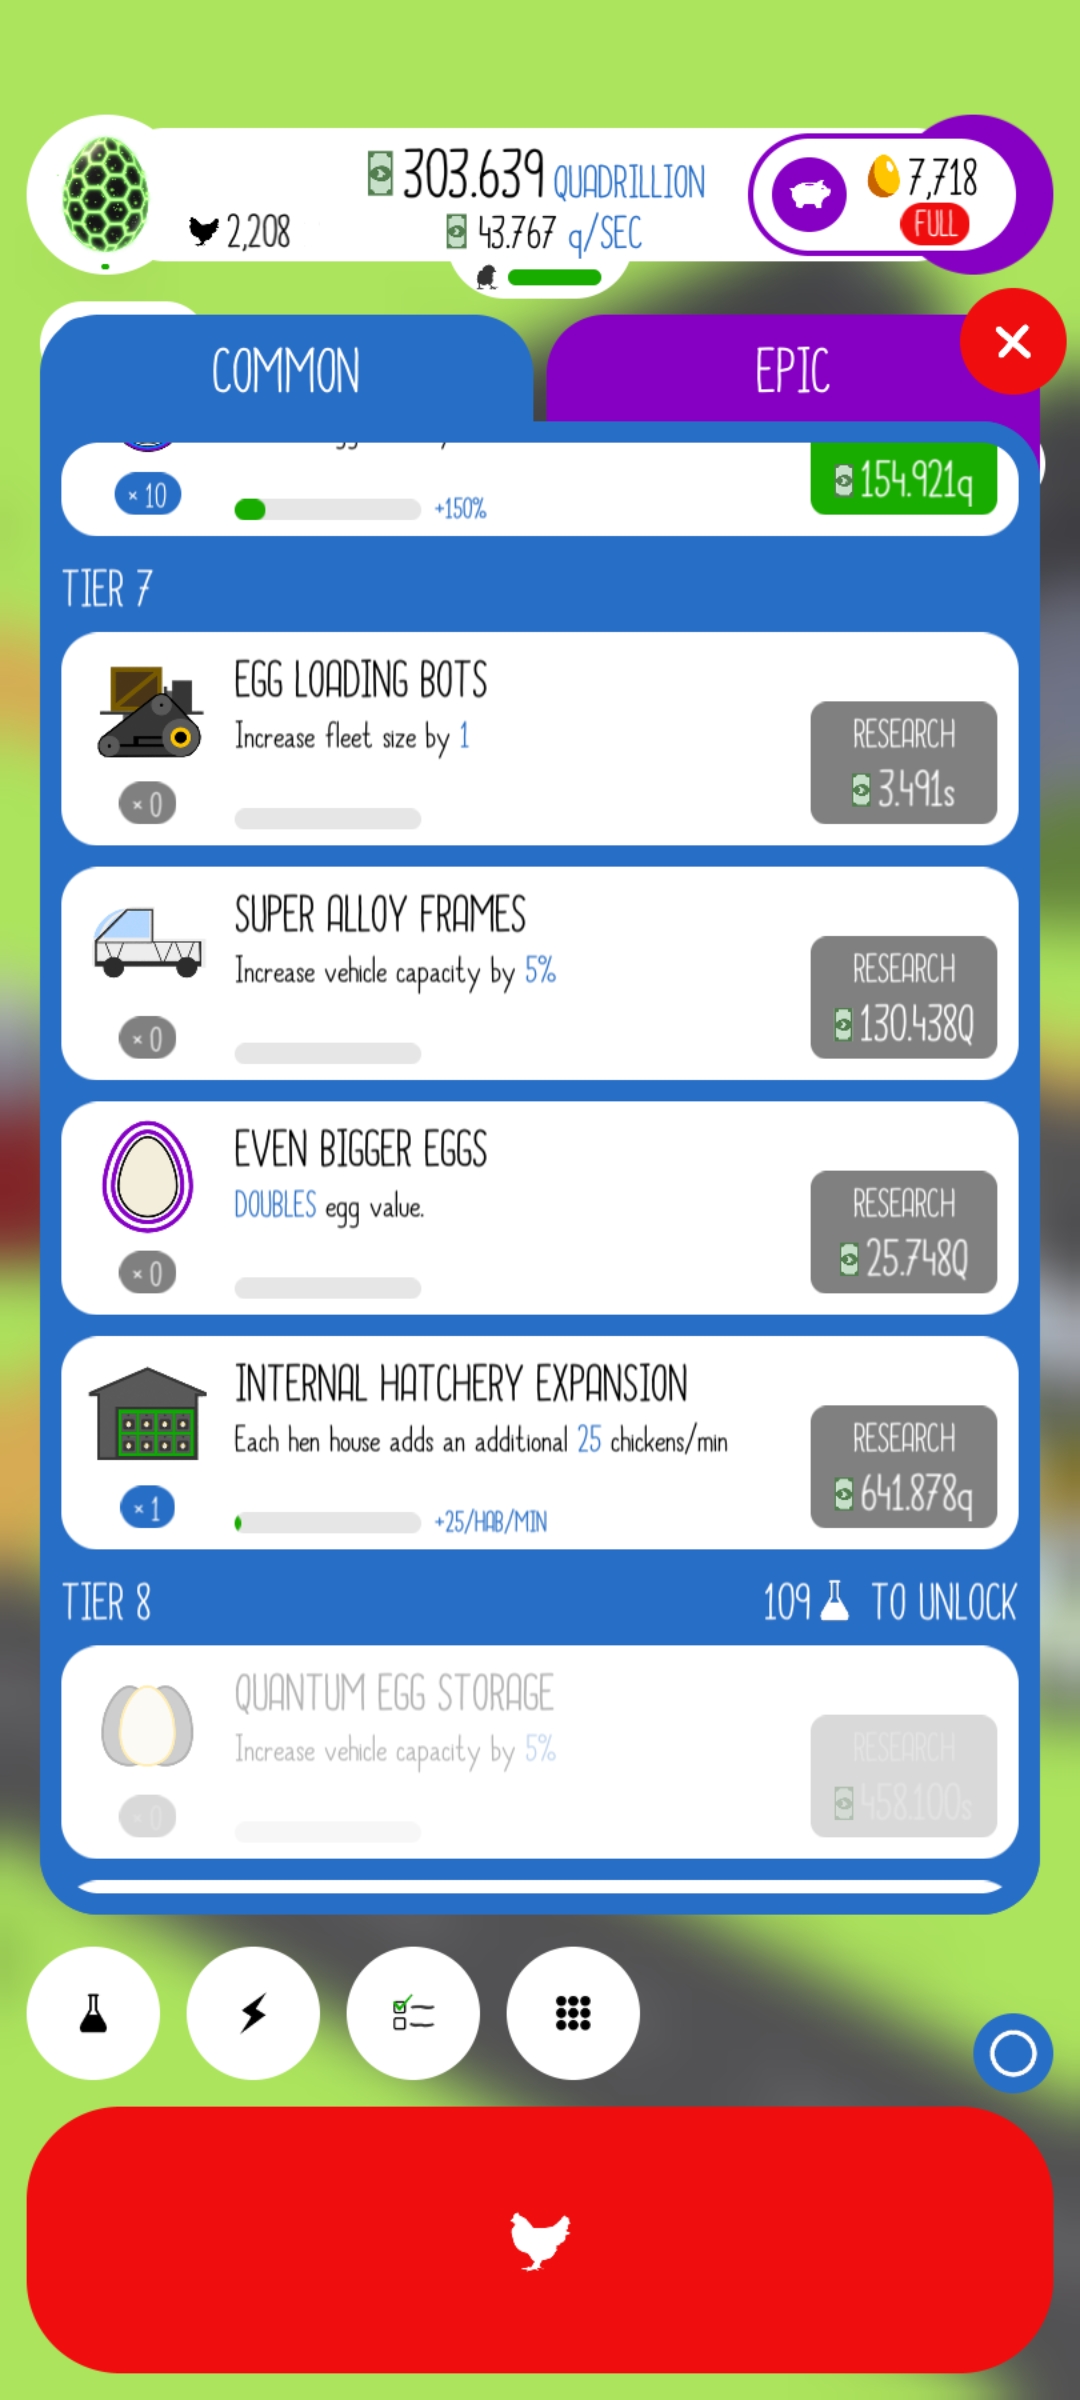 303.639 QUADRILLION
2,208
43.767 q/SEC
7,718
FULL
COMMON
EPIC
× 10
+150%
154.921q
TIER 7
EGG LOADING BOTS
Increase fleet size by 1
× 0
RESEARCH
3.491s
SUPER ALLOY FRAMES
Increase vehicle capacity by 5%
× 0
RESEARCH
130.438Q
EVEN BIGGER EGGS
DOUBLES egg value.
× 0
RESEARCH
25.748Q
INTERNAL HATCHERY EXPANSION
Each hen house adds an additional 25 chickens/min
× 1
+25/HAB/MIN
RESEARCH
641.878q
TIER 8
109 TO UNLOCK
QUANTUM EGG STORAGE
Increase vehicle capacity by 5%
× 0
RESEARCH
458.100s